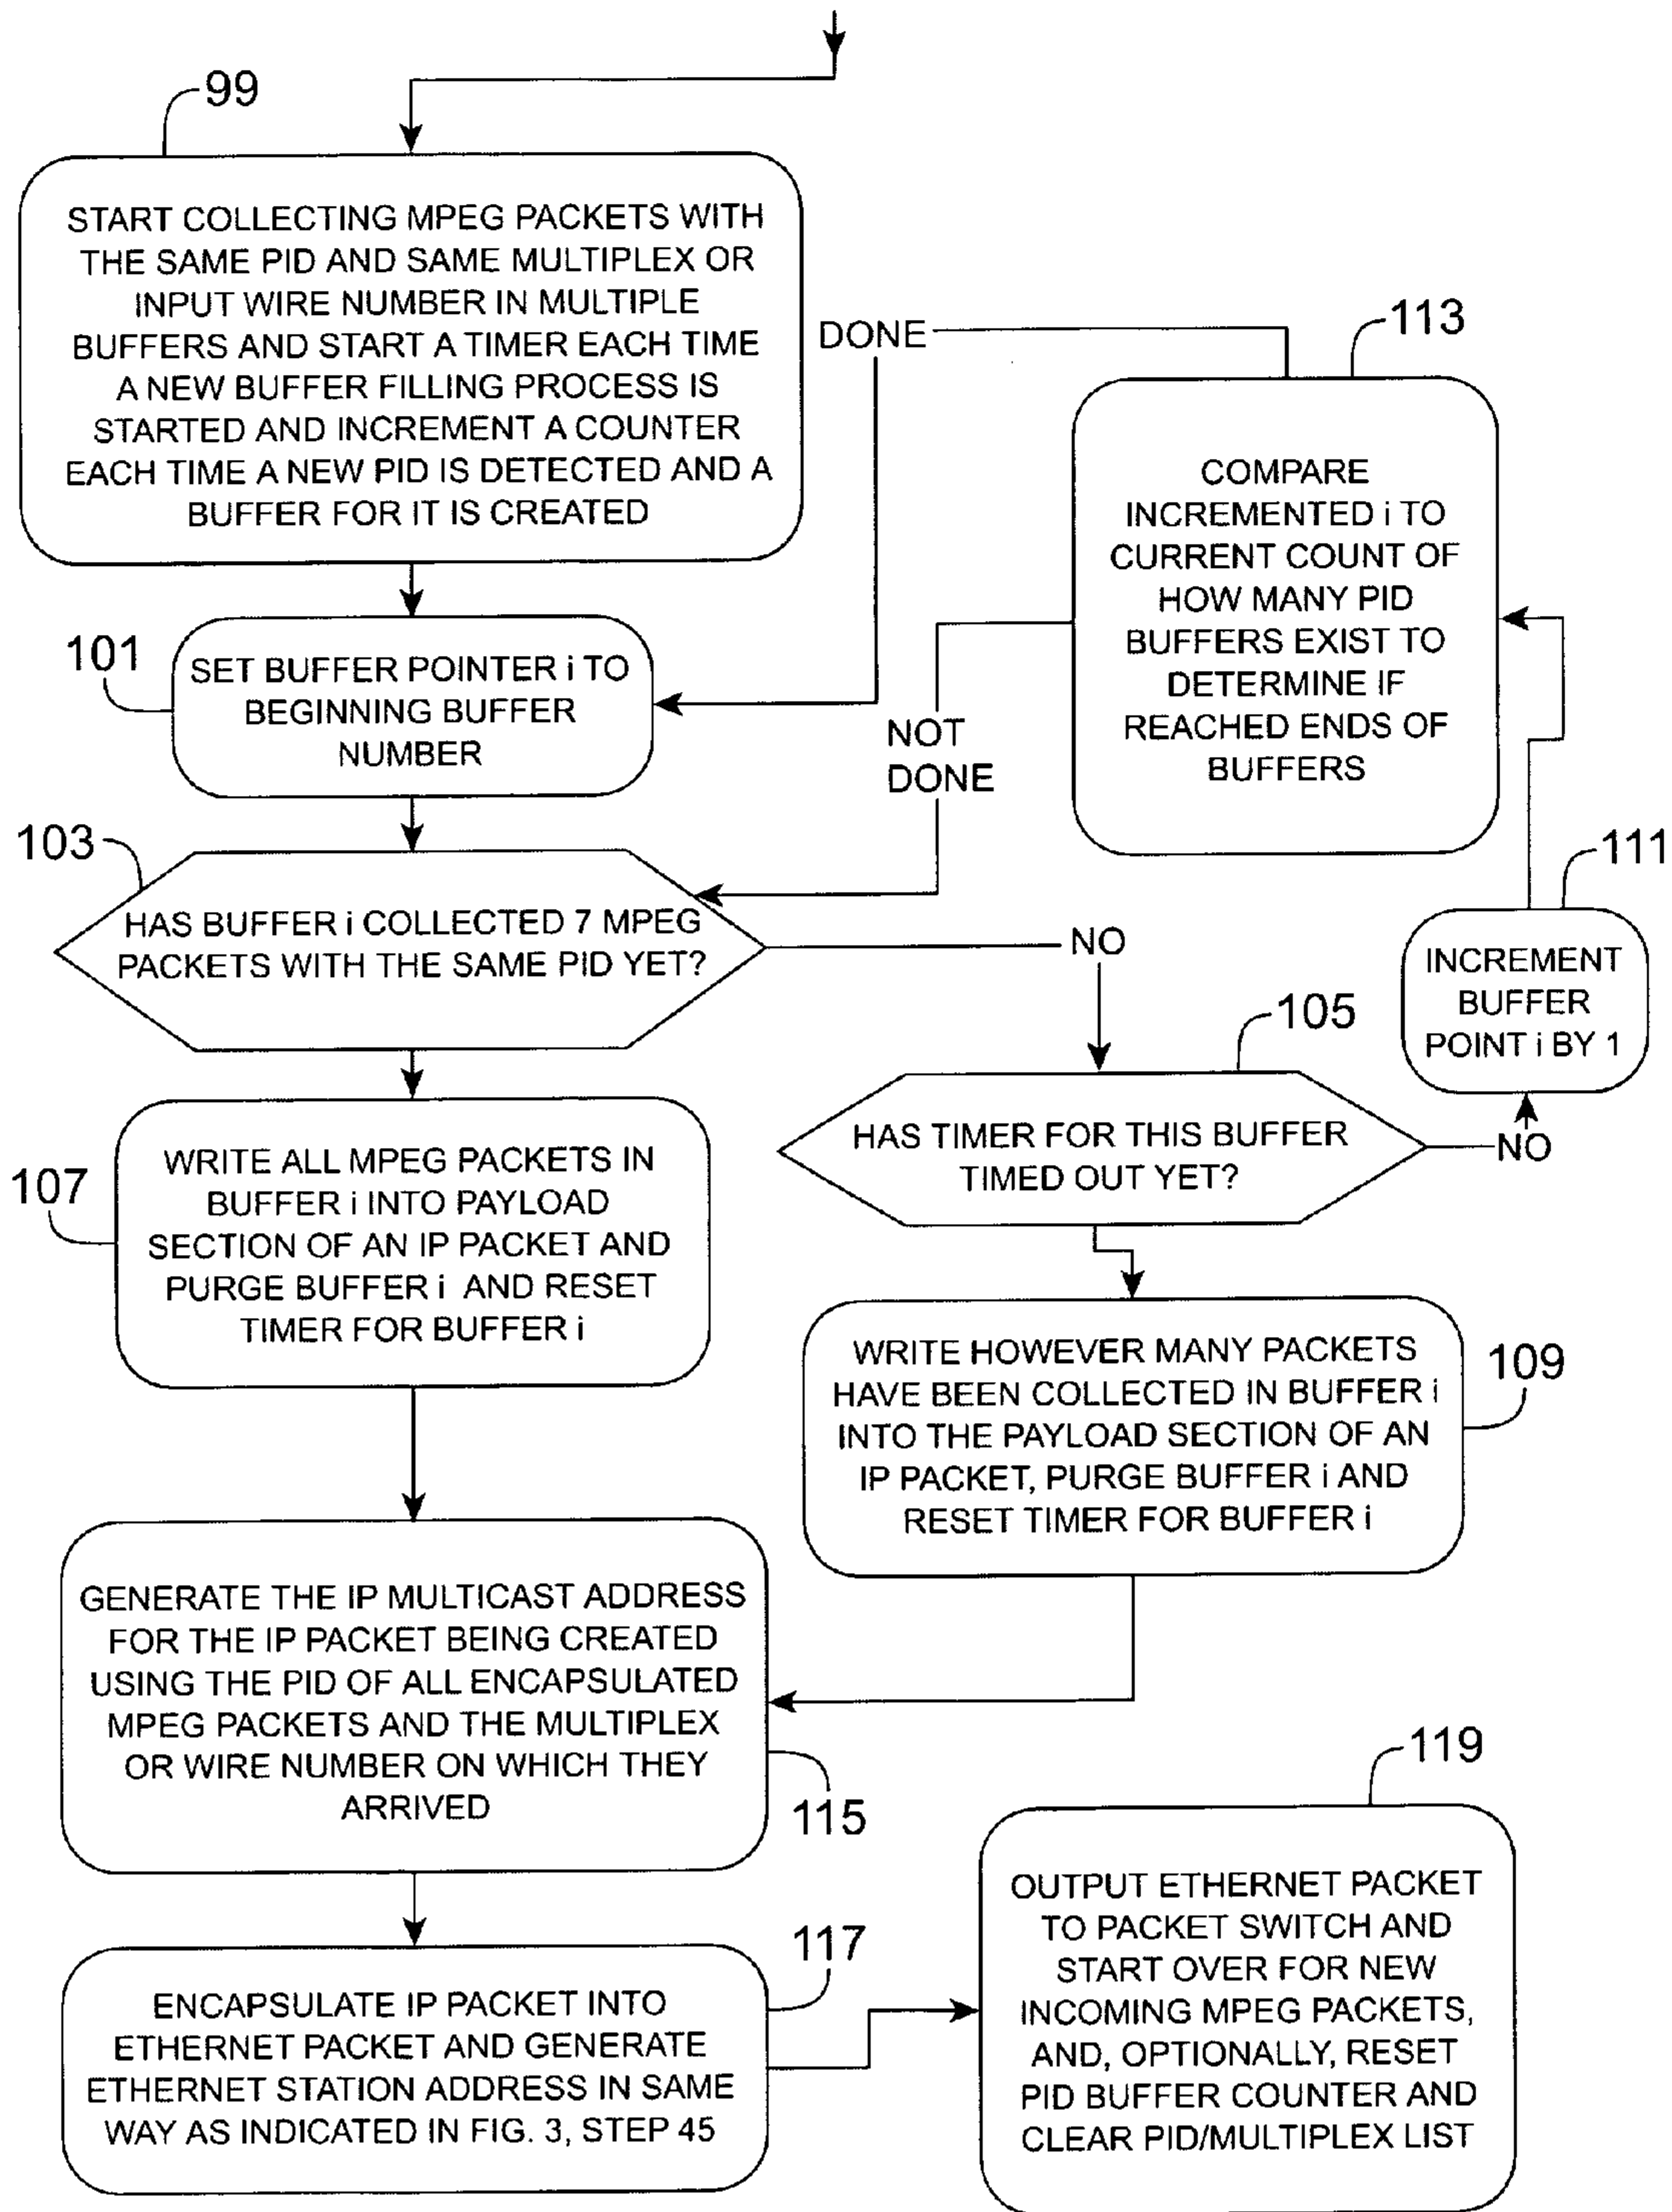 99
START COLLECTING MPEG PACKETS WITH
THE SAME PID AND SAME MULTIPLEX OR
INPUT WIRE NUMBER IN MULTIPLE
BUFFERS AND START A TIMER EACH TIME
A NEW BUFFER FILLING PROCESS IS
STARTED AND INCREMENT A COUNTER
EACH TIME A NEW PID IS DETECTED AND A
BUFFER FOR IT IS CREATED
DONE
113
COMPARE
INCREMENTED i TO
CURRENT COUNT OF
HOW MANY PID
BUFFERS EXIST TO
DETERMINE IF
REACHED ENDS OF
BUFFERS
101
SET BUFFER POINTER i TO
BEGINNING BUFFER
NUMBER
NOT
DONE
103
HAS BUFFER i COLLECTED 7 MPEG
PACKETS WITH THE SAME PID YET?
NO
111
INCREMENT
BUFFER
POINT i BY 1
105
HAS TIMER FOR THIS BUFFER
TIMED OUT YET?
NO
107
WRITE ALL MPEG PACKETS IN
BUFFER i INTO PAYLOAD
SECTION OF AN IP PACKET AND
PURGE BUFFER i AND RESET
TIMER FOR BUFFER i
109
WRITE HOWEVER MANY PACKETS
HAVE BEEN COLLECTED IN BUFFER i
INTO THE PAYLOAD SECTION OF AN
IP PACKET, PURGE BUFFER i AND
RESET TIMER FOR BUFFER i
GENERATE THE IP MULTICAST ADDRESS
FOR THE IP PACKET BEING CREATED
USING THE PID OF ALL ENCAPSULATED
MPEG PACKETS AND THE MULTIPLEX
OR WIRE NUMBER ON WHICH THEY
ARRIVED
115
117
ENCAPSULATE IP PACKET INTO
ETHERNET PACKET AND GENERATE
ETHERNET STATION ADDRESS IN SAME
WAY AS INDICATED IN FIG. 3, STEP 45
119
OUTPUT ETHERNET PACKET
TO PACKET SWITCH AND
START OVER FOR NEW
INCOMING MPEG PACKETS,
AND, OPTIONALLY, RESET
PID BUFFER COUNTER AND
CLEAR PID/MULTIPLEX LIST